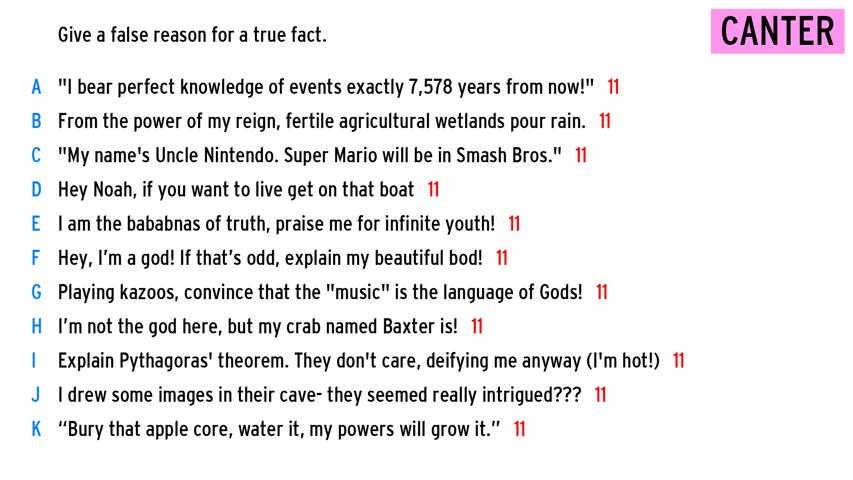 Give a false reason for a true fact.
CANTER
A "I bear perfect knowledge of events exactly 7,578 years from now!" 11
B From the power of my reign, fertile agricultural wetlands pour rain. 11
C "My name's Uncle Nintendo. Super Mario will be in Smash Bros." 11
D Hey Noah, if you want to live get on that boat 11
E I am the bababnas of truth, praise me for infinite youth! 11
F Hey, I’m a god! If that’s odd, explain my beautiful bod! 11
G Playing kazoos, convince that the "music" is the language of Gods! 11
H I’m not the god here, but my crab named Baxter is! 11
I Explain Pythagoras' theorem. They don't care, deifying me anyway (I'm hot!) 11
J I drew some images in their cave- they seemed really intrigued??? 11
K “Bury that apple core, water it, my powers will grow it.” 11